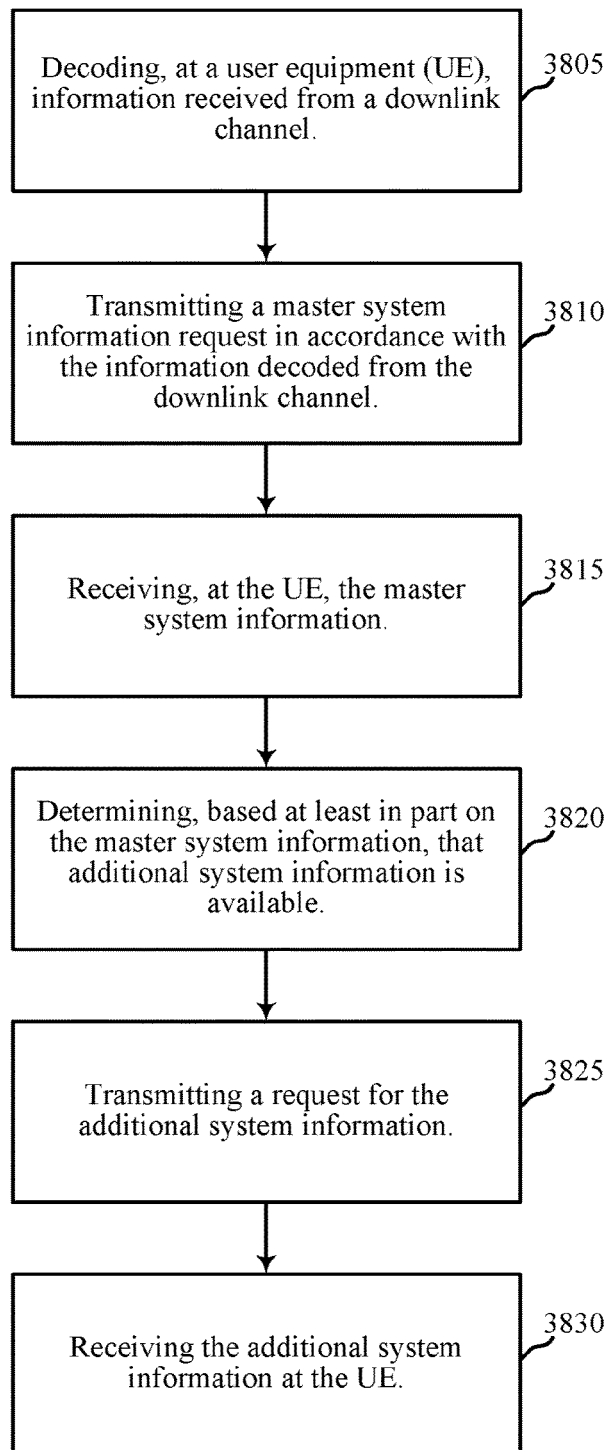 Decoding, at a user equipment (UE),
information received from a downlink
channel.
3805
Transmitting a master system
information request in accordance with
the information decoded from the
downlink channel.
3810
Receiving, at the UE, the master
system information.
3815
Determining, based at least in part on
the master system information, that
additional system information is
available.
3820
Transmitting a request for the
additional system information.
3825
Receiving the additional system
information at the UE.
3830